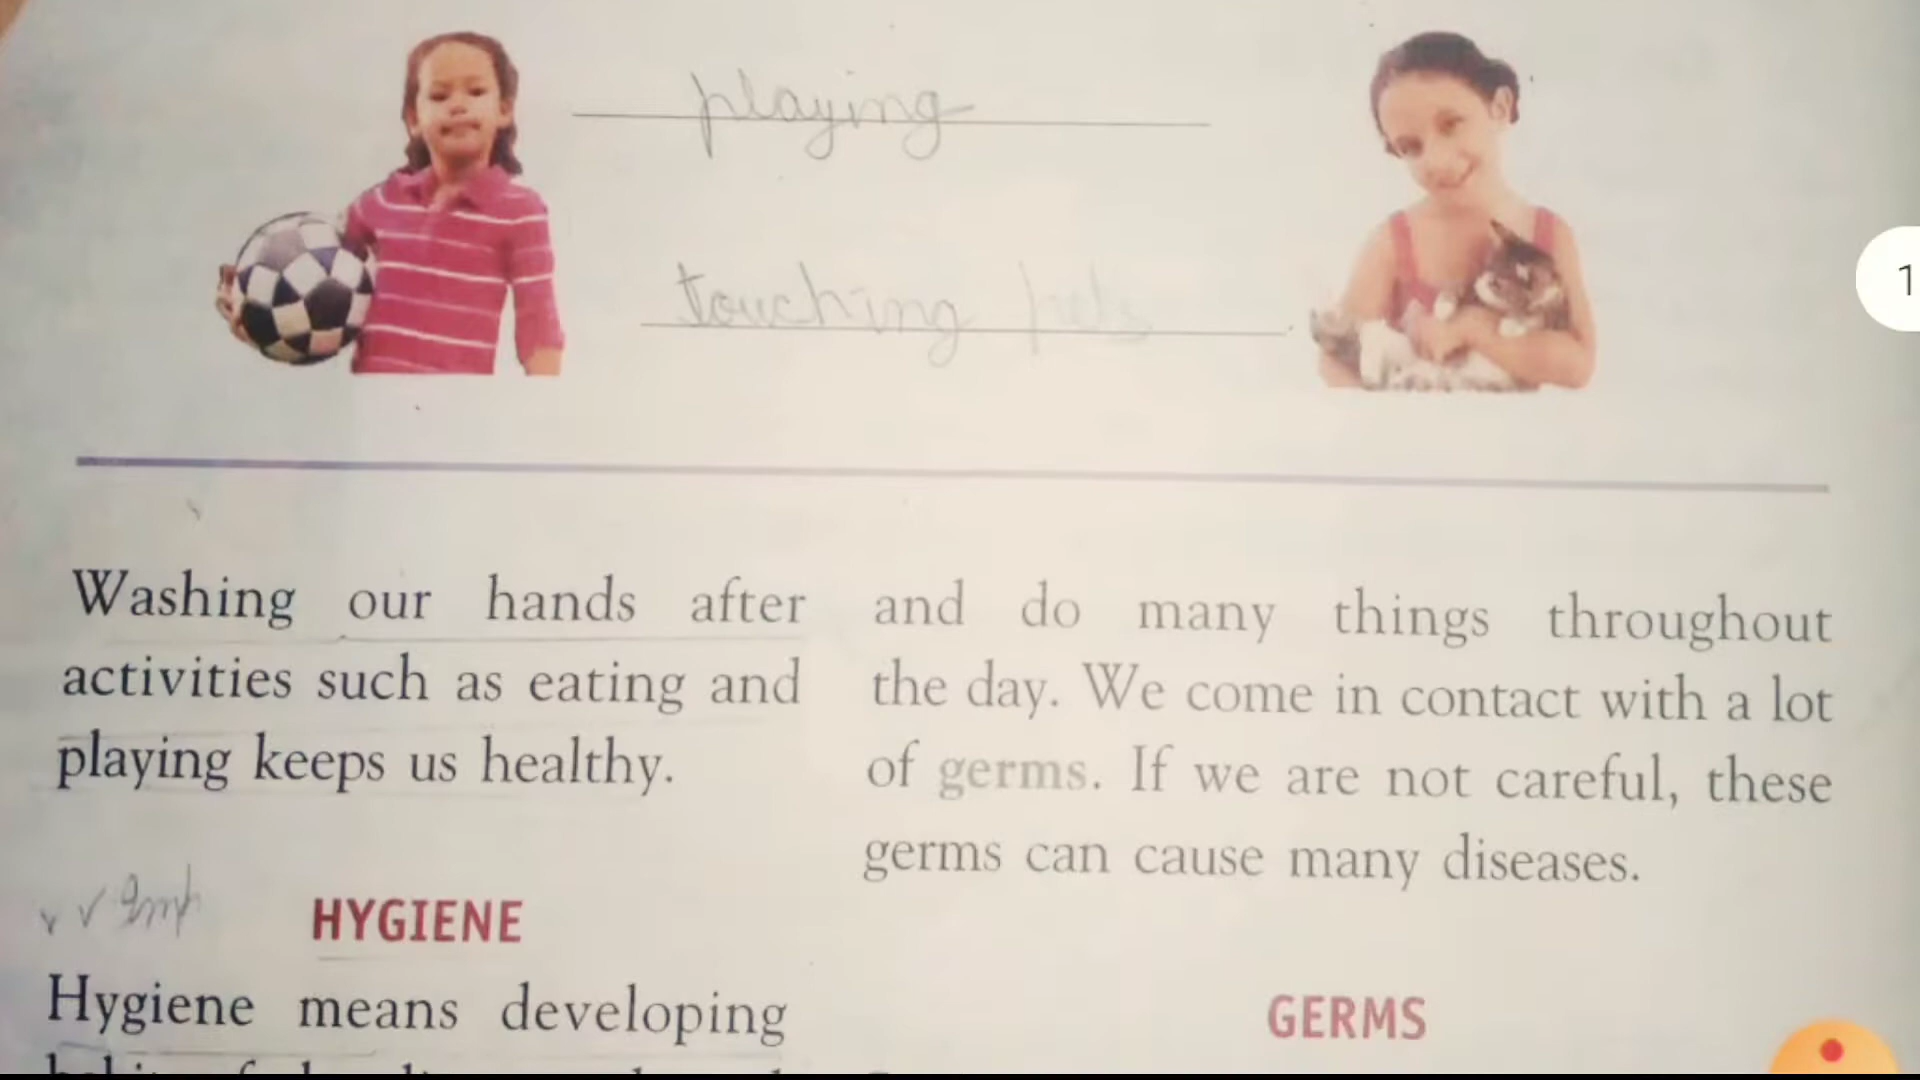 playing
touching pets
Washing our hands after
activities such as eating and
playing keeps us healthy.
HYGIENE
Hygiene means developing
and do many things throughout
the day. We come in contact with a lot
of germs. If we are not careful, these
germs can cause many diseases.
GERMS
1